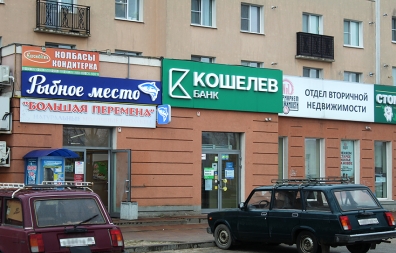 КОЛБАСЫ
КОНДИТЕРКА
Рыбное место
"БОЛЬШАЯ ПЕРЕМЕНА"
КОШЕЛЕВ
БАНК
ОТДЕЛ ВТОРИЧНОЙ
НЕДВИЖИМОСТИ
СТО